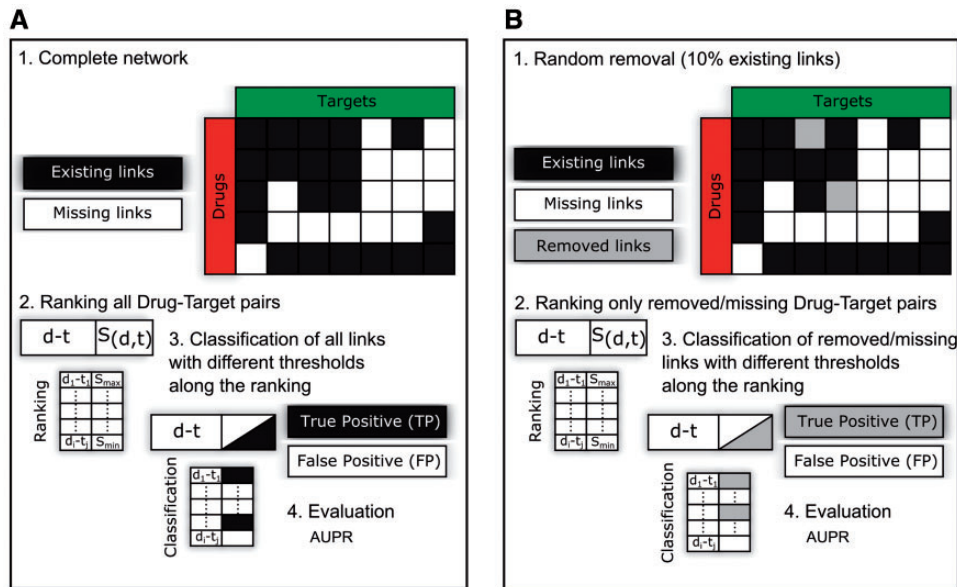 A
1. Complete network
Targets
Drugs
Existing links
Missing links
2. Ranking all Drug-Target pairs
d-t S(d,t)
3. Classification of all links
with different thresholds
along the ranking
Ranking
d1-t1 Smax
di-tj Smin
d-t
True Positive (TP)
False Positive (FP)
Classification
d1-t1
di-tj
4. Evaluation
AUPR
B
1. Random removal (10% existing links)
Targets
Drugs
Existing links
Missing links
Removed links
2. Ranking only removed/missing Drug-Target pairs
d-t S(d,t)
3. Classification of removed/missing
links with different thresholds
along the ranking
Ranking
d1-t1 Smax
di-tj Smin
d-t
True Positive (TP)
False Positive (FP)
Classification
d1-t1
di-tj
4. Evaluation
AUPR